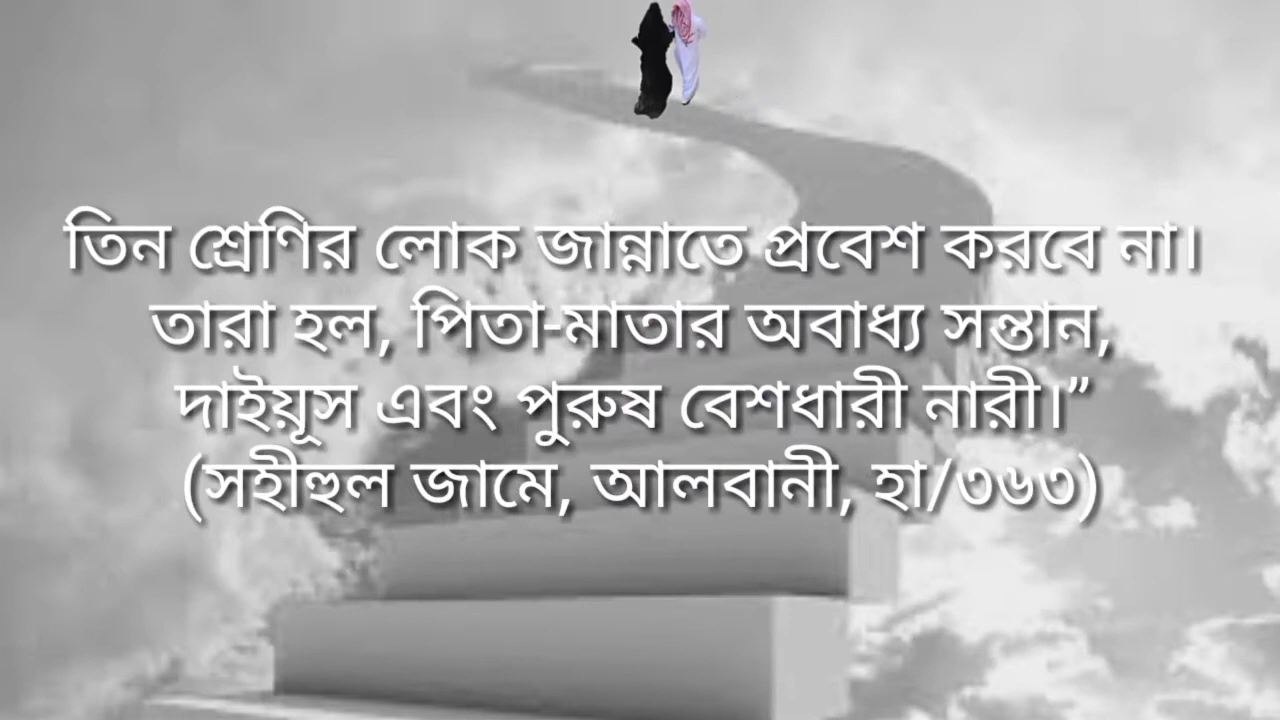 তিন শ্রেণির লোক জান্নাতে প্রবেশ করবে না।
তারা হল, পিতা-মাতার অবাধ্য সন্তান,
দাইয়ূস এবং পুরুষ বেশধারী নারী।”
(সহীহুল জামে, আলবানী, হা/৩৬৩)